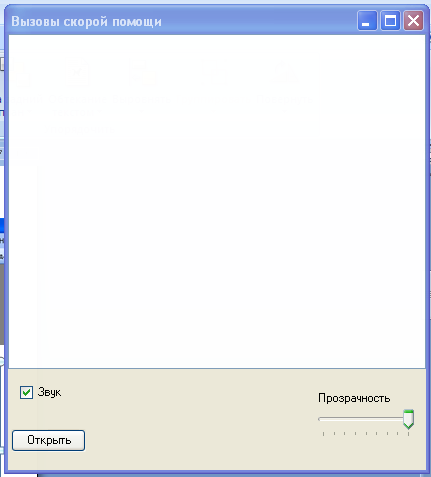 Вызовы скорой помощи
Звук
Прозрачность
Открыть